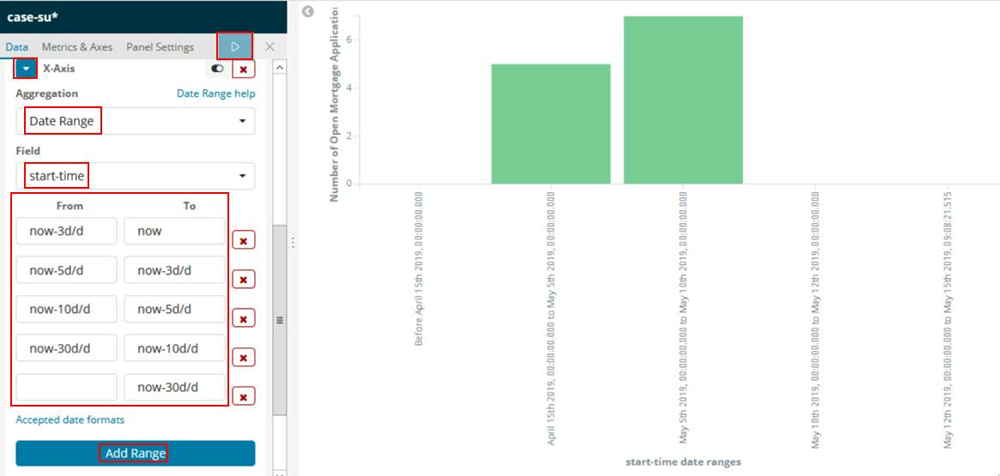 case-su*
Data Metrics & Axes Panel Settings
X-Axis
Aggregation Date Range help
Date Range
Field
start-time
From To
now-3d/d now
now-5d/d now-3d/d
now-10d/d now-5d/d
now-30d/d now-10d/d
now-30d/d
Accepted date formats
Add Range
Number of Open Mortgage Application
6
4
2
0
Before April 15th 2019, 00:00:00.000
April 15th 2019, 00:00:00.000 to May 5th 2019, 00:00:00.000
May 5th 2019, 00:00:00.000 to May 10th 2019, 00:00:00.000
May 10th 2019, 00:00:00.000 to May 12th 2019, 00:00:00.000
May 12th 2019, 00:00:00.000 to May 15th 2019, 09:08:21.515
start-time date ranges